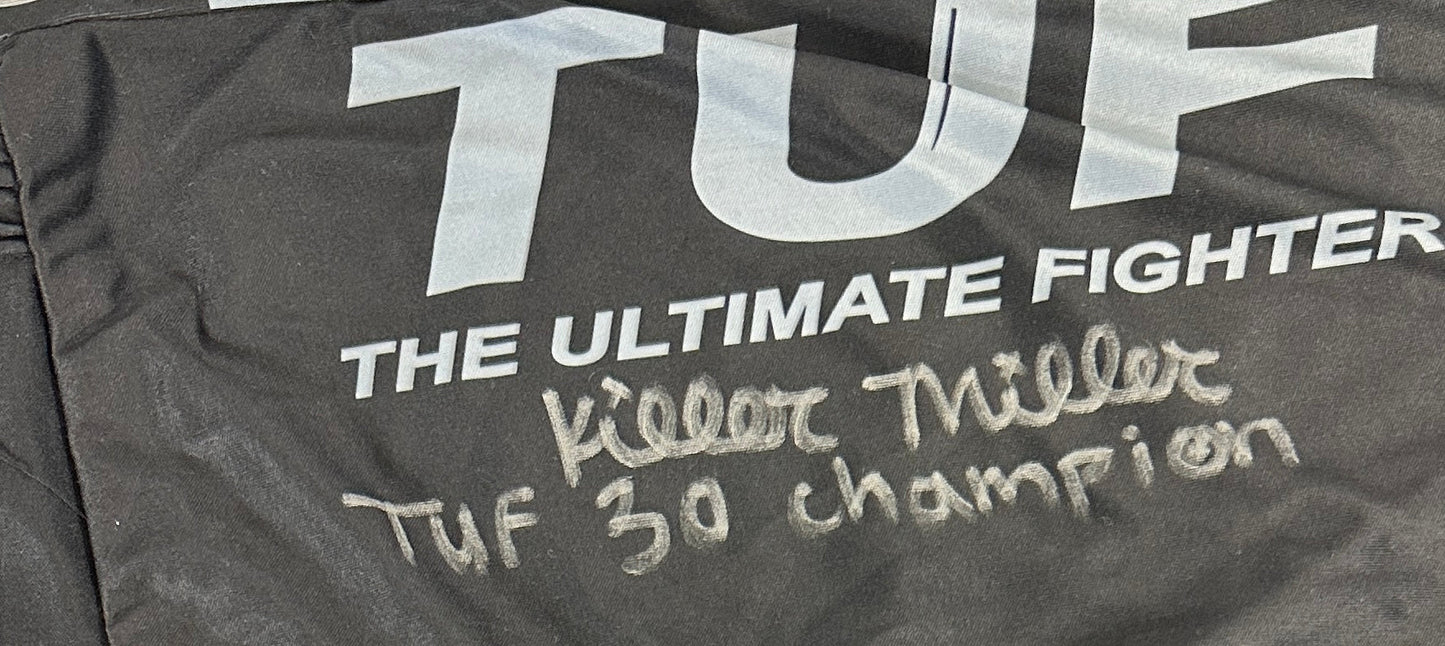 TUF
THE ULTIMATE FIGHTER
Killer Miller
TUF 30 champion